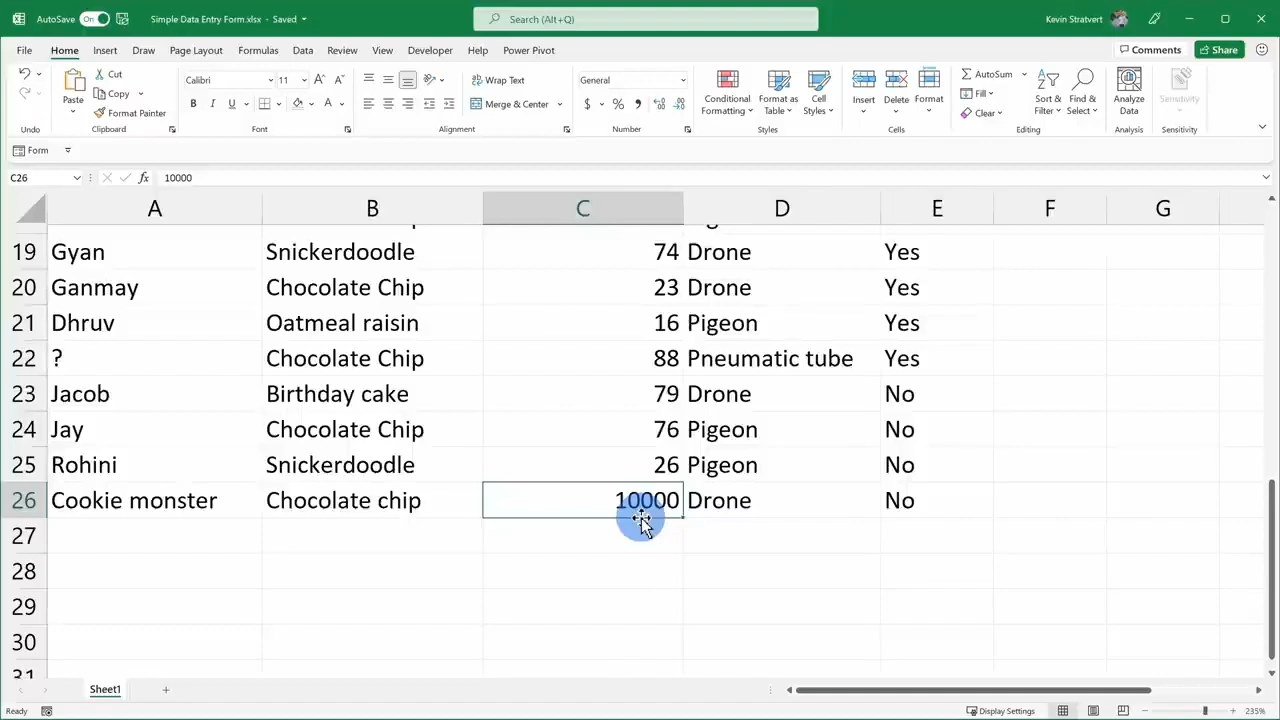 AutoSave On Simple Data Entry Form.xlsx - Saved Search (Alt+Q) Kevin Stratvert
File Home Insert Draw Page Layout Formulas Data Review View Developer Help Power Pivot Comments Share
Paste Cut Copy Format Painter Calibri 11 Wrap Text Merge & Center General Conditional Formatting Format as Table Cell Styles Insert Delete Format AutoSum Fill Clear Sort & Filter Find & Select Analyze Data Sensitivity
Undo Clipboard Font Alignment Number Styles Cells Editing Analysis Sensitivity
Form
C26 fx 10000
A B C D E F G
19 Gyan Snickerdoodle 74 Drone Yes
20 Ganmay Chocolate Chip 23 Drone Yes
21 Dhruv Oatmeal raisin 16 Pigeon Yes
22 ? Chocolate Chip 88 Pneumatic tube Yes
23 Jacob Birthday cake 79 Drone No
24 Jay Chocolate Chip 76 Pigeon No
25 Rohini Snickerdoodle 26 Pigeon No
26 Cookie monster Chocolate chip 10000 Drone No
27
28
29
30
31
Sheet1
Ready Display Settings 235%